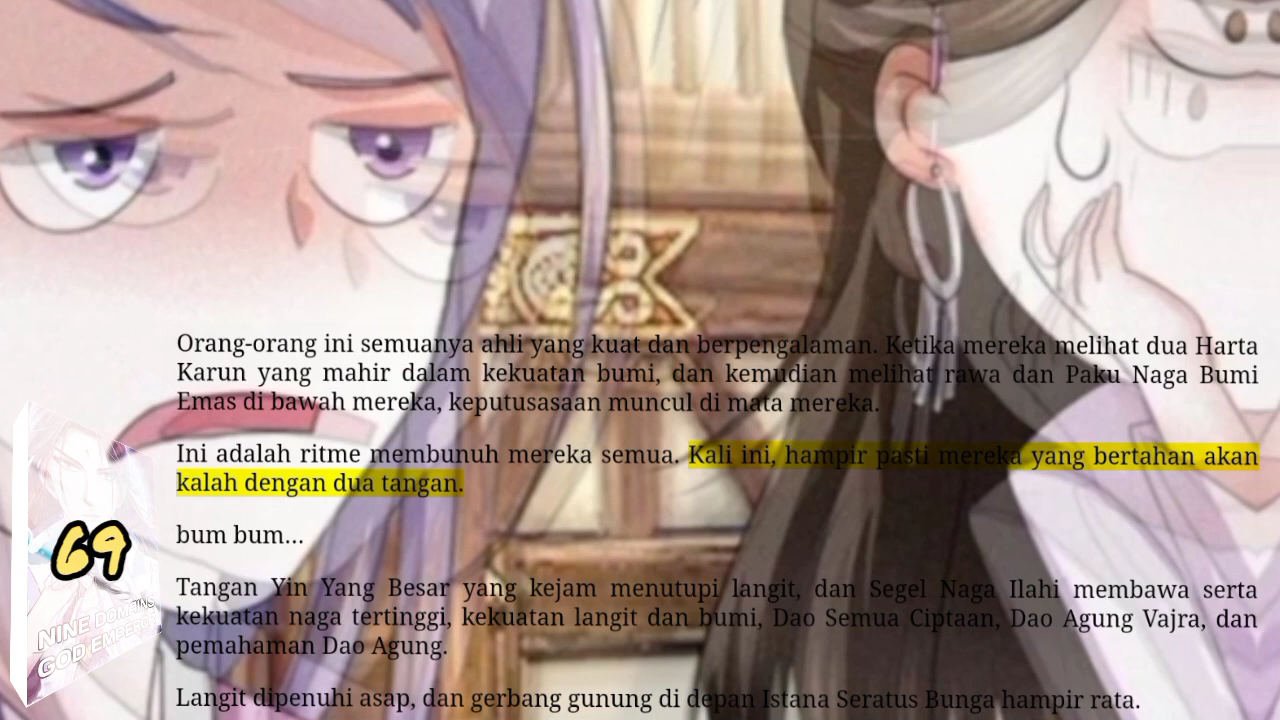 Orang-orang ini semuanya ahli yang kuat dan berpengalaman. Ketika mereka melihat dua Harta
Karun yang mahir dalam kekuatan bumi, dan kemudian melihat rawa dan Paku Naga Bumi
Emas di bawah mereka, keputusasaan muncul di mata mereka.
Ini adalah ritme membunuh mereka semua. Kali ini, hampir pasti mereka yang bertahan akan
kalah dengan dua tangan.
bum bum...
Tangan Yin Yang Besar yang kejam menutupi langit, dan Segel Naga Ilahi membawa serta
kekuatan naga tertinggi, kekuatan langit dan bumi, Dao Semua Ciptaan, Dao Agung Vajra, dan
pemahaman Dao Agung.
Langit dipenuhi asap, dan gerbang gunung di depan Istana Seratus Bunga hampir rata.
69
NINE DOMAINS
GOD EMPEROR